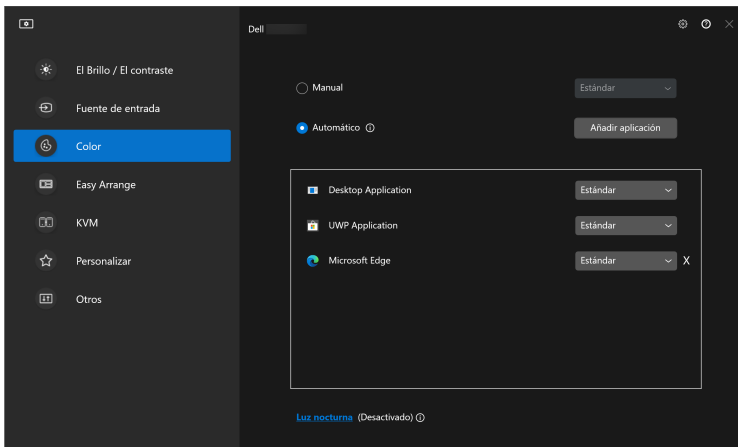 Dell
El Brillo / El contraste
Fuente de entrada
Color
Easy Arrange
KVM
Personalizar
Otros
Manual
Estándar
Automático
Añadir aplicación
Desktop Application
Estándar
UWP Application
Estándar
Microsoft Edge
Estándar
X
Luz nocturna (Desactivado)